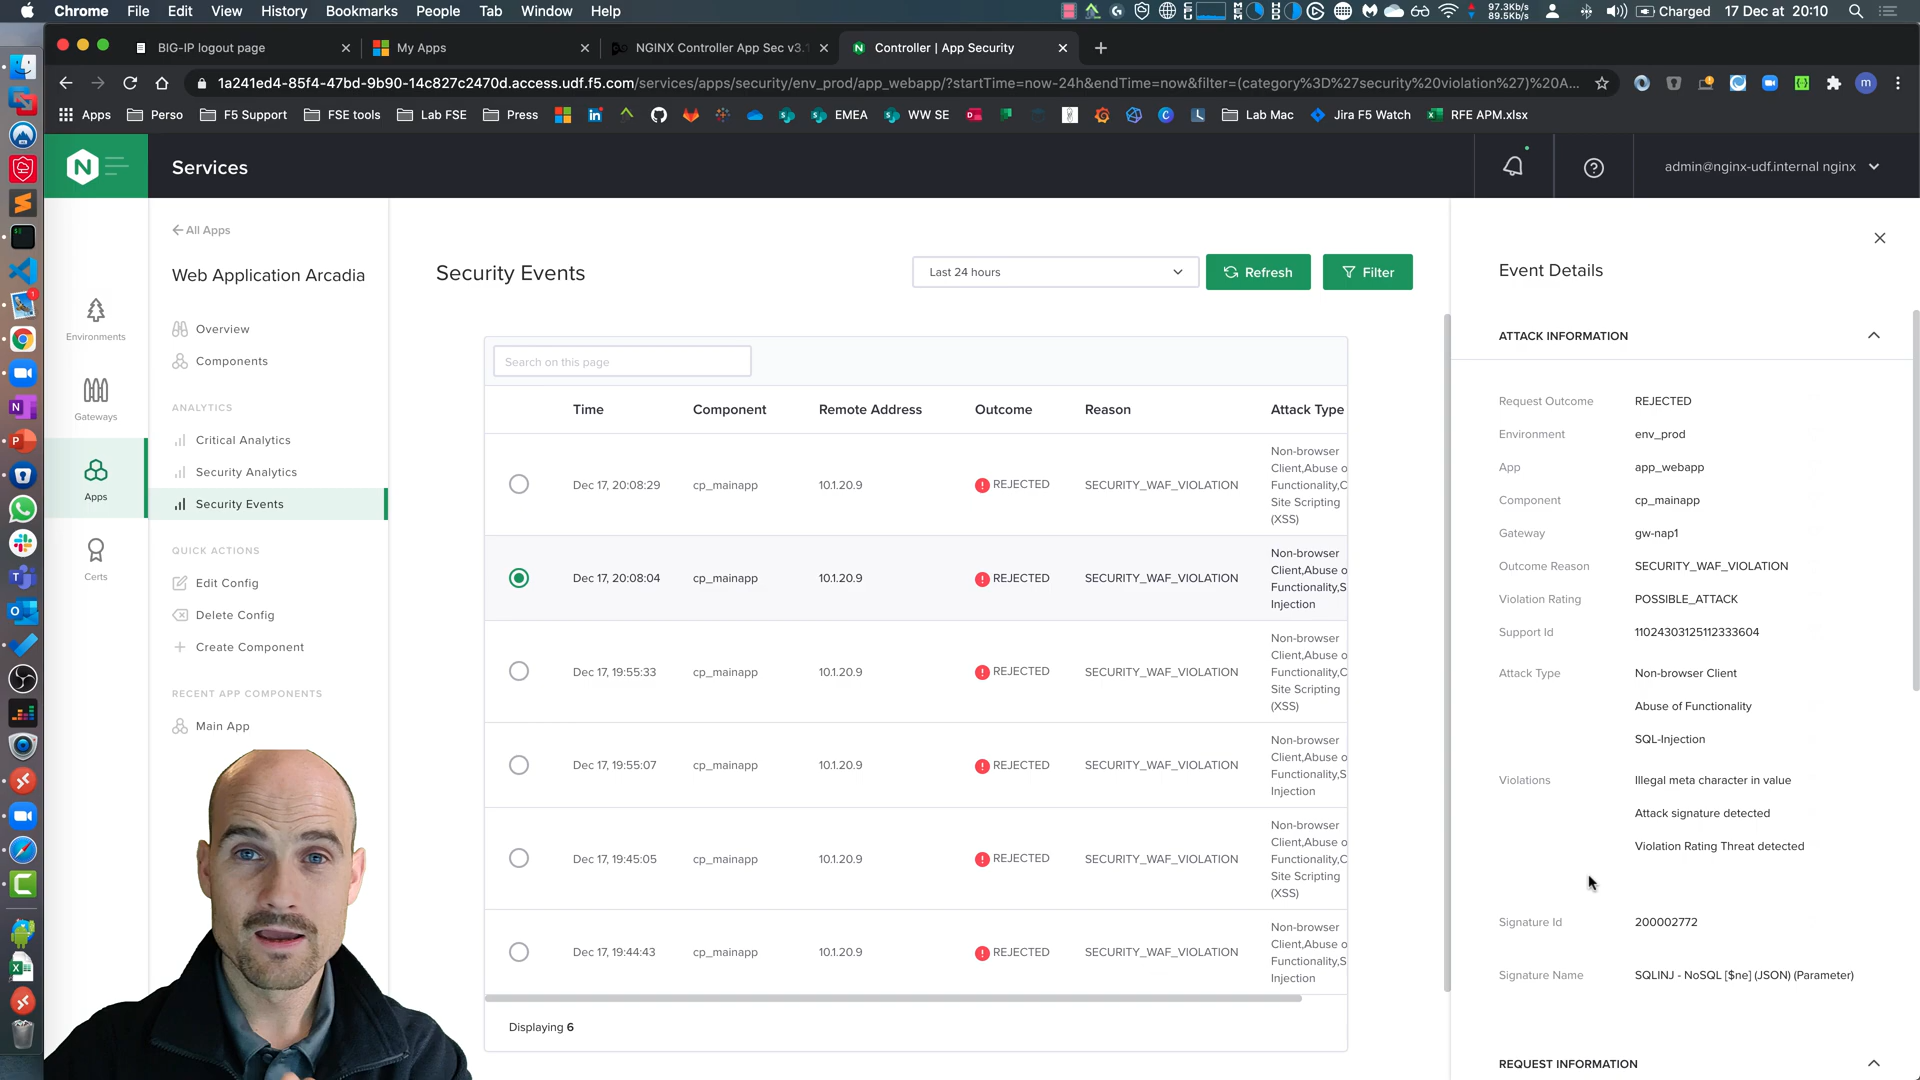 Chrome File Edit View History Bookmarks People Tab Window Help
97.3Kb/s
89.5Kb/s
Charged 17 Dec at 20:10
BIG-IP logout page
My Apps
NGINX Controller App Sec v3.1
Controller | App Security
1a241ed4-85f4-47bd-9b90-14c827c2470d.access.udf.f5.com/services/apps/security/env_prod/app_webapp/?startTime=now-24h&endTime=now&filter=(category%3D%27security%20violation%27)%20A...
Apps Perso F5 Support FSE tools Lab FSE Press EMEA WW SE Lab Mac Jira F5 Watch RFE APM.xlsx
Services
admin@nginx-udf.internal nginx
Environments
Gateways
Apps
Certs
All Apps
Web Application Arcadia
Overview
Components
ANALYTICS
Critical Analytics
Security Analytics
Security Events
QUICK ACTIONS
Edit Config
Delete Config
Create Component
RECENT APP COMPONENTS
Main App
Security Events
Last 24 hours
Refresh
Filter
Search on this page
Time Component Remote Address Outcome Reason Attack Type
Dec 17, 20:08:29 cp_mainapp 10.1.20.9 REJECTED SECURITY_WAF_VIOLATION
Non-browser
Client,Abuse o
Functionality,C
Site Scripting
(XSS)
Dec 17, 20:08:04 cp_mainapp 10.1.20.9 REJECTED SECURITY_WAF_VIOLATION
Non-browser
Client,Abuse o
Functionality,S
Injection
Dec 17, 19:55:33 cp_mainapp 10.1.20.9 REJECTED SECURITY_WAF_VIOLATION
Non-browser
Client,Abuse o
Functionality,C
Site Scripting
(XSS)
Dec 17, 19:55:07 cp_mainapp 10.1.20.9 REJECTED SECURITY_WAF_VIOLATION
Non-browser
Client,Abuse o
Functionality,S
Injection
Dec 17, 19:45:05 cp_mainapp 10.1.20.9 REJECTED SECURITY_WAF_VIOLATION
Non-browser
Client,Abuse o
Functionality,C
Site Scripting
(XSS)
Dec 17, 19:44:43 cp_mainapp 10.1.20.9 REJECTED SECURITY_WAF_VIOLATION
Non-browser
Client,Abuse o
Functionality,S
Injection
Displaying 6
Event Details
ATTACK INFORMATION
Request Outcome REJECTED
Environment env_prod
App app_webapp
Component cp_mainapp
Gateway gw-nap1
Outcome Reason SECURITY_WAF_VIOLATION
Violation Rating POSSIBLE_ATTACK
Support Id 11024303125112333604
Attack Type Non-browser Client
Abuse of Functionality
SQL-Injection
Violations Illegal meta character in value
Attack signature detected
Violation Rating Threat detected
Signature Id 200002772
Signature Name SQLINJ - NoSQL [$ne] (JSON) (Parameter)
REQUEST INFORMATION